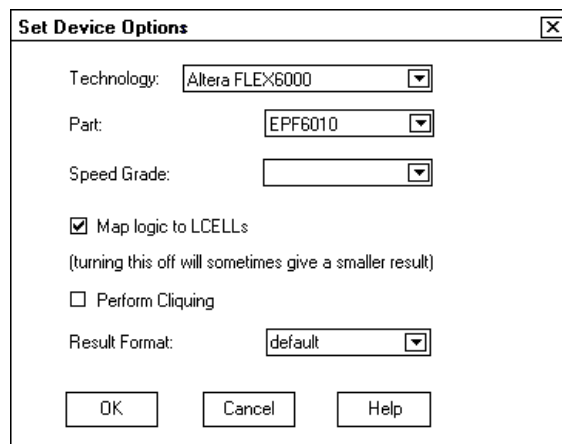 Set Device Options
Technology: Altera FLEX6000
Part: EPF6010
Speed Grade:
Map logic to LCELLs
(turning this off will sometimes give a smaller result)
Perform Cliquing
Result Format: default
OK Cancel Help